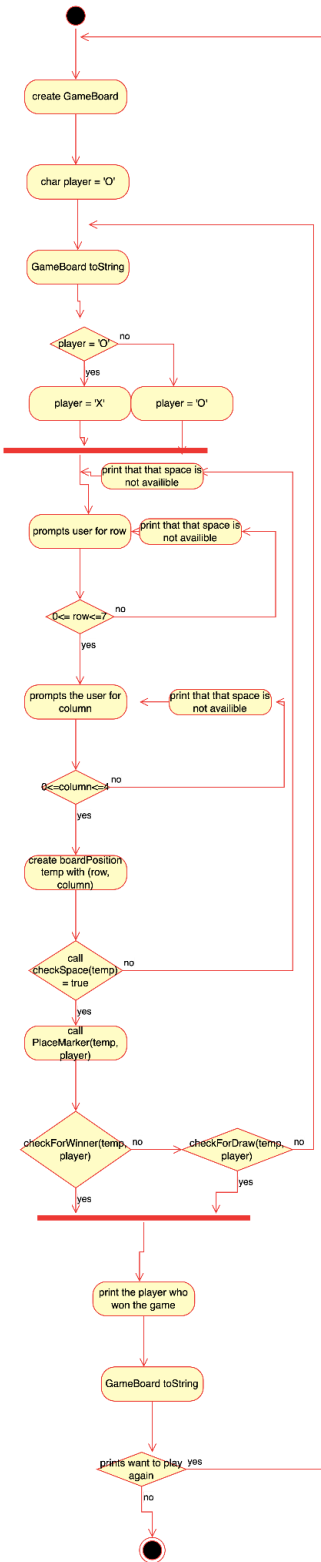 create GameBoard
char player = 'O'
GameBoard toString
player = 'O'
no
yes
player = 'X'
player = 'O'
print that that space is
not availible
prompts user for row
print that that space is
not availible
0<= row<=7
no
yes
prompts the user for
column
print that that space is
not availible
0<=column<=4
no
yes
create boardPosition
temp with (row,
column)
call
checkSpace(temp)
= true
no
yes
call
PlaceMarker(temp,
player)
checkForWinner(temp,
player)
no
checkForDraw(temp,
player)
no
yes
yes
print the player who
won the game
GameBoard toString
prints want to play
again
yes
no